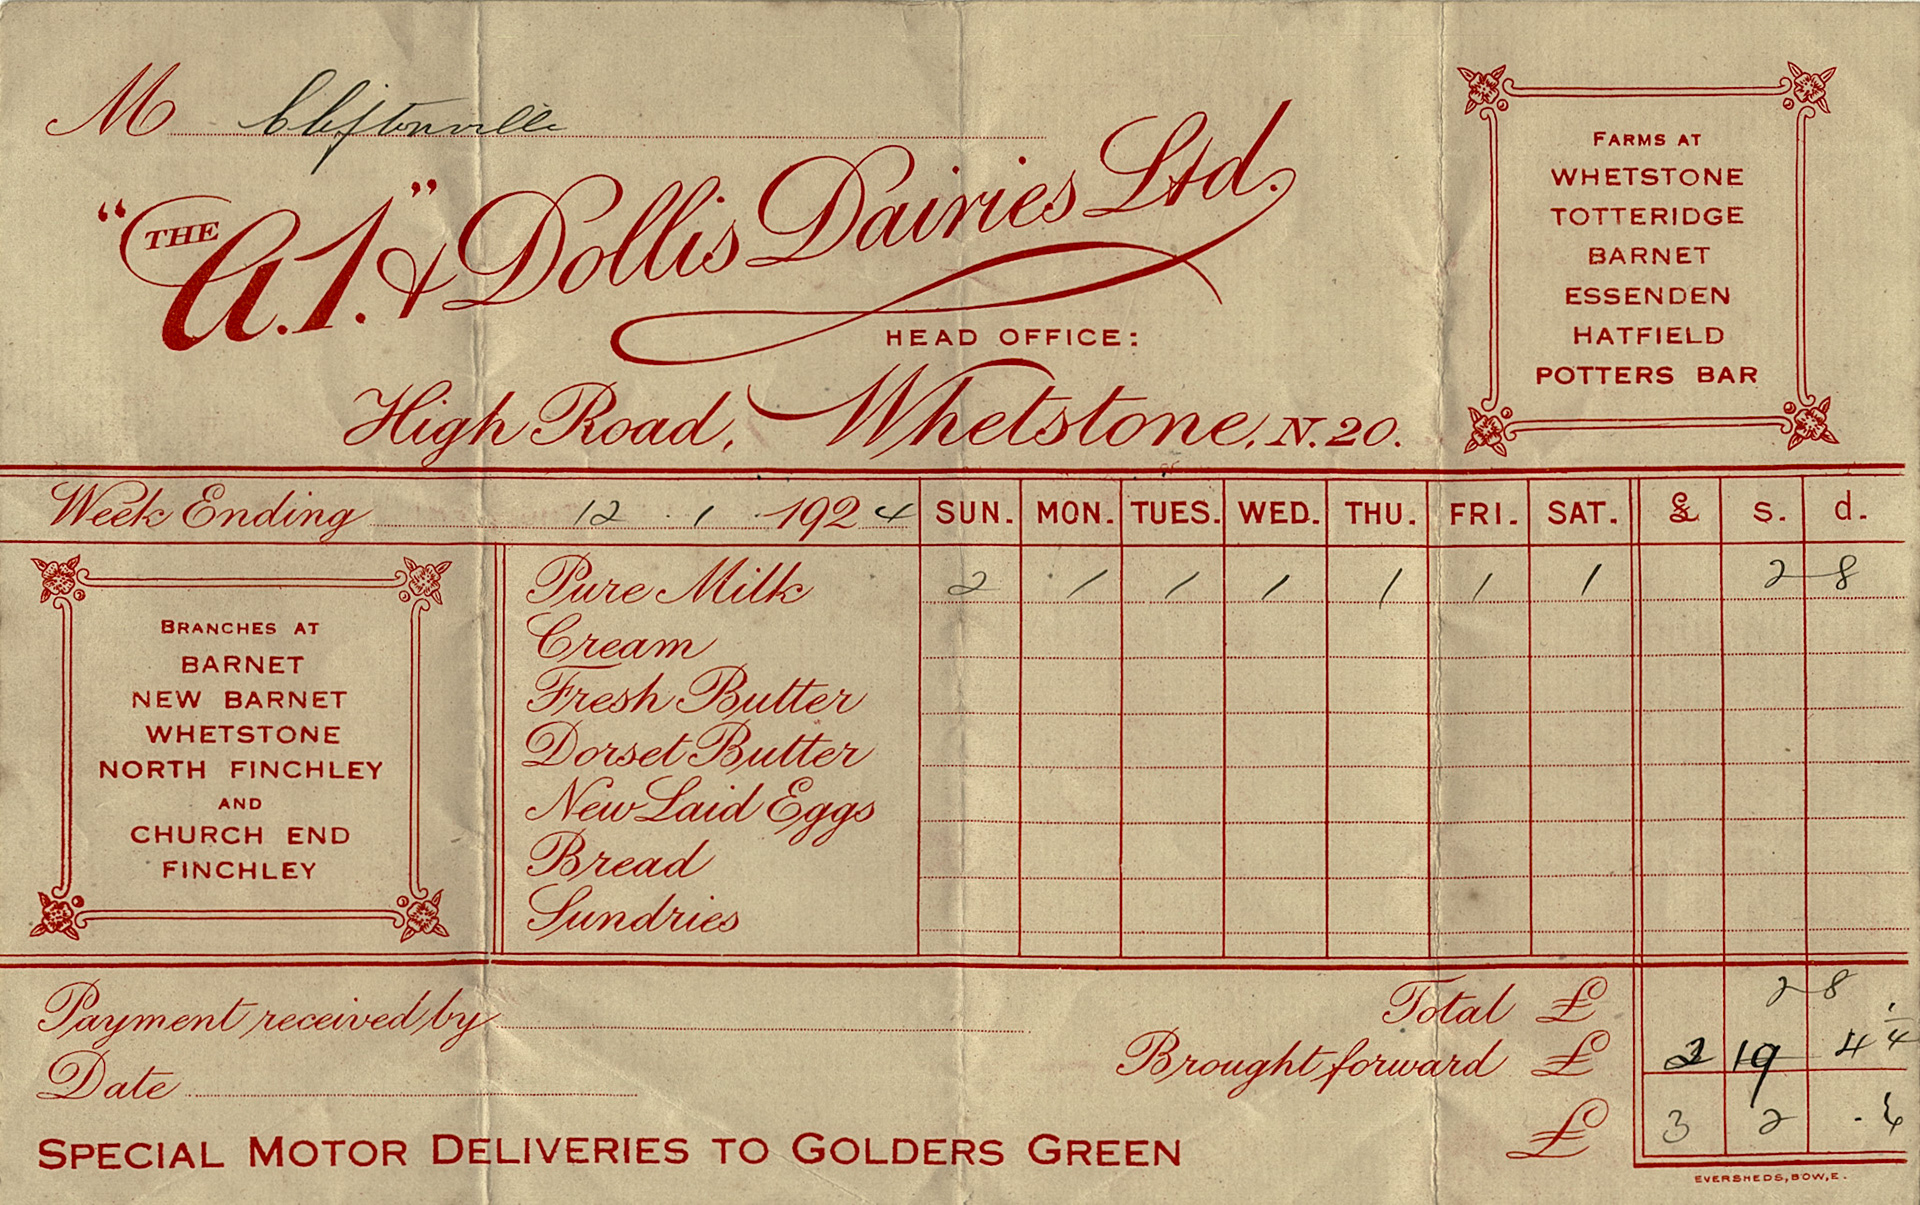 M Cliftonville
"THE A.1." & Dollis Dairies Ltd.
HEAD OFFICE:
High Road, Whetstone, N.20.
FARMS AT
WHETSTONE
TOTTERIDGE
BARNET
ESSENDEN
HATFIELD
POTTERS BAR
Week Ending 12 . 1 . 1924 SUN. MON. TUES. WED. THU. FRI. SAT. £ s. d.
BRANCHES AT
BARNET
NEW BARNET
WHETSTONE
NORTH FINCHLEY
AND
CHURCH END
FINCHLEY
Pure Milk 2 1 1 1 1 1 1 2 8
Cream
Fresh Butter
Dorset Butter
New Laid Eggs
Bread
Sundries
Payment received by
Date
Total £ 2 8
Brought forward £ 2 19 4 1/4
£ 3 2
SPECIAL MOTOR DELIVERIES TO GOLDERS GREEN
EVERSHEDS, BOW, E.